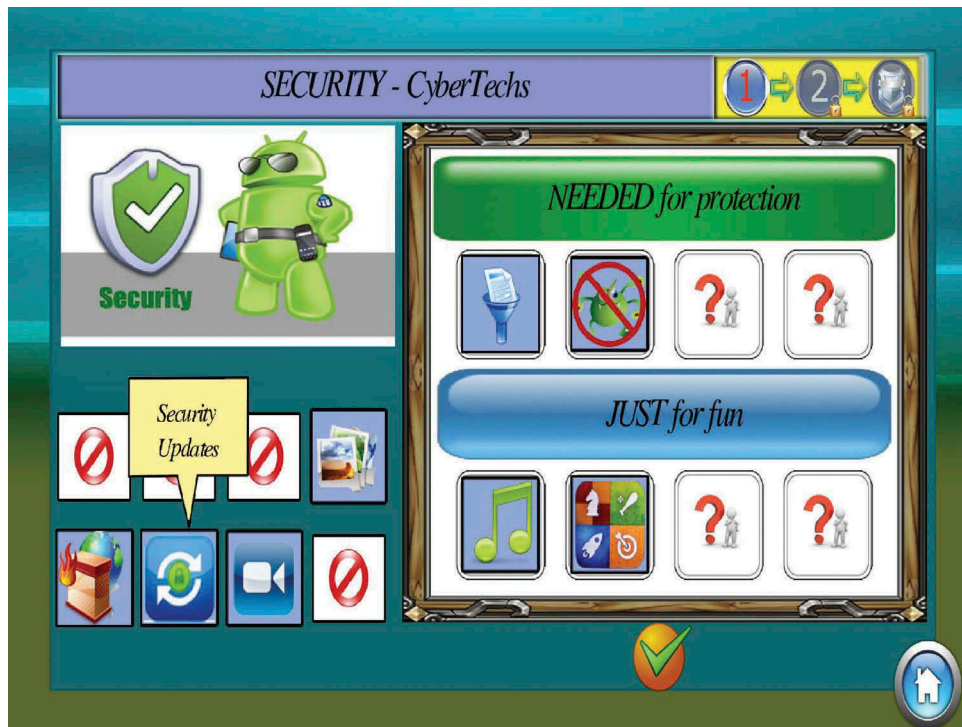 SECURITY - CyberTechs
1 2
Security
NEEDED for protection
? ?
Security
Updates
JUST for fun
? ?